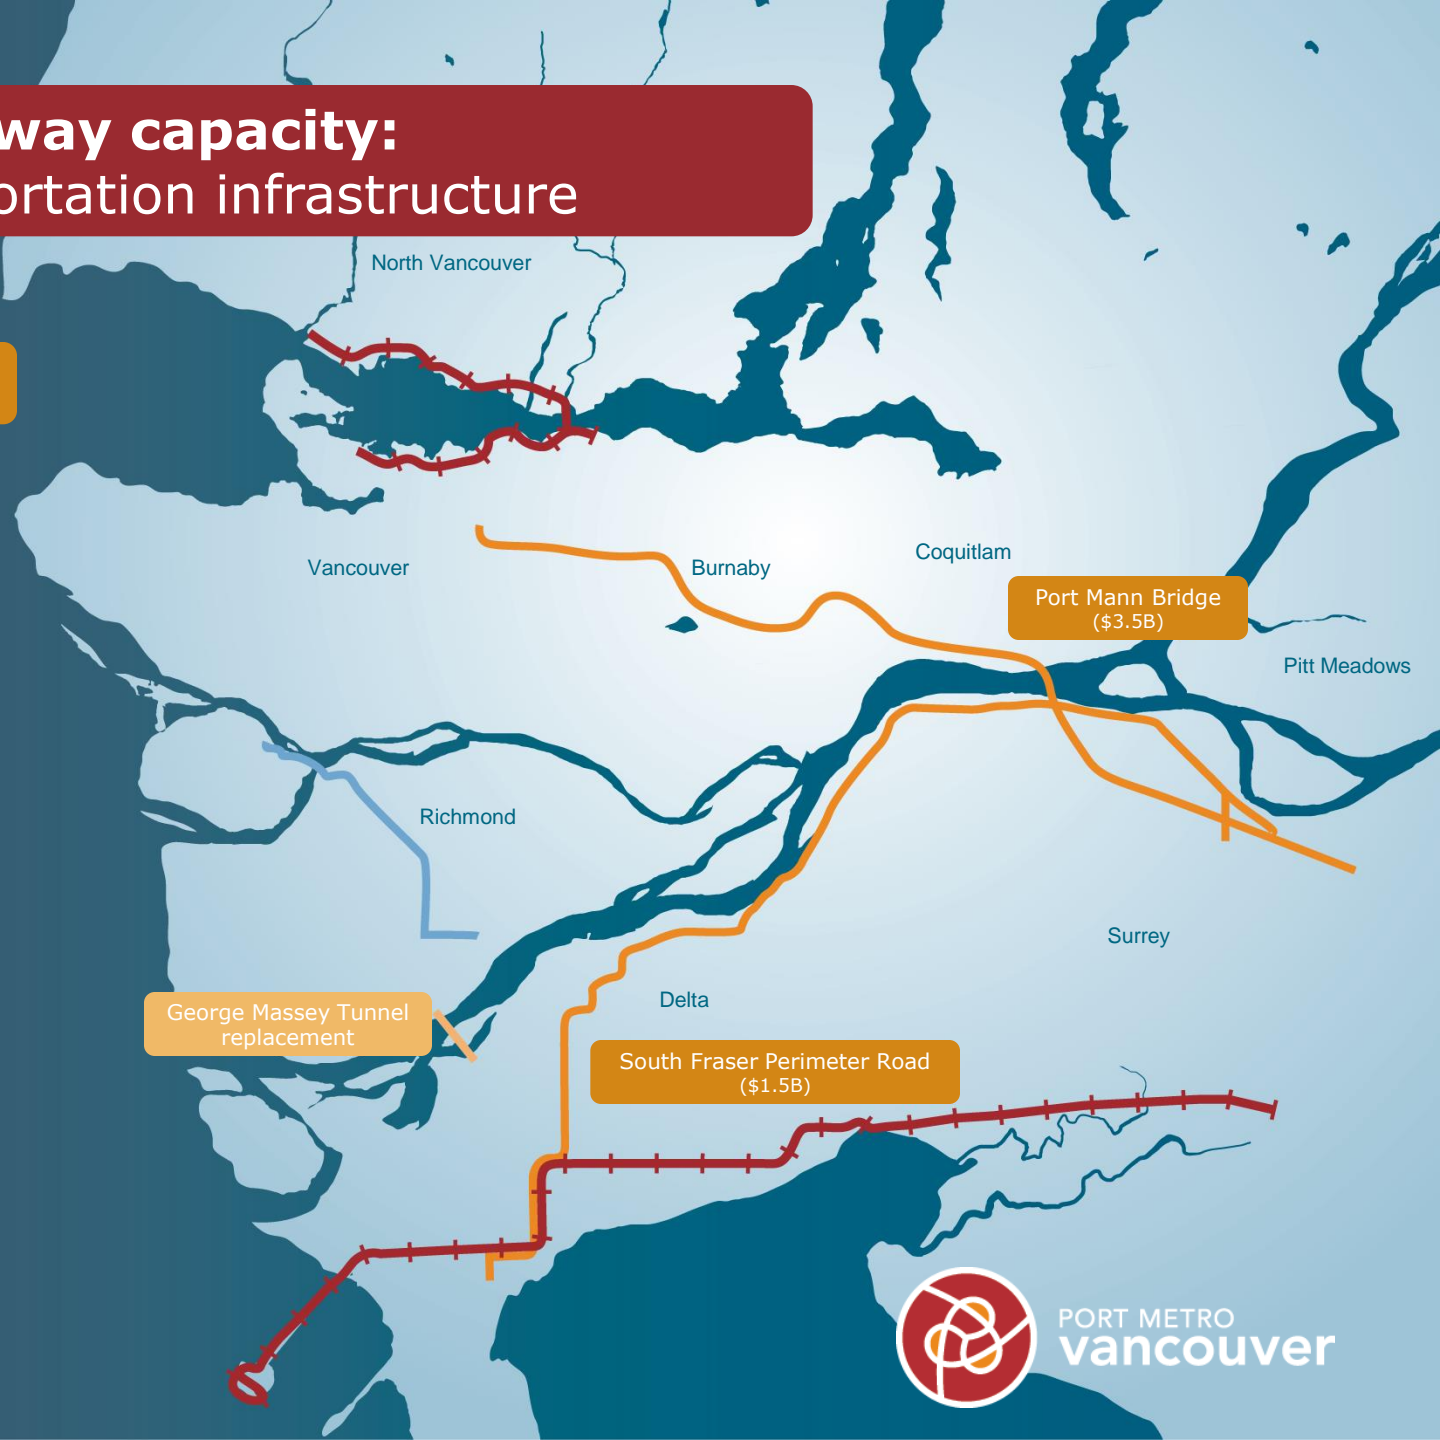 way capacity:
ortation infrastructure
North Vancouver
Vancouver
Burnaby
Coquitlam
Port Mann Bridge
($3.5B)
Pitt Meadows
Richmond
Surrey
George Massey Tunnel
replacement
Delta
South Fraser Perimeter Road
($1.5B)
PORT METRO
vancouver